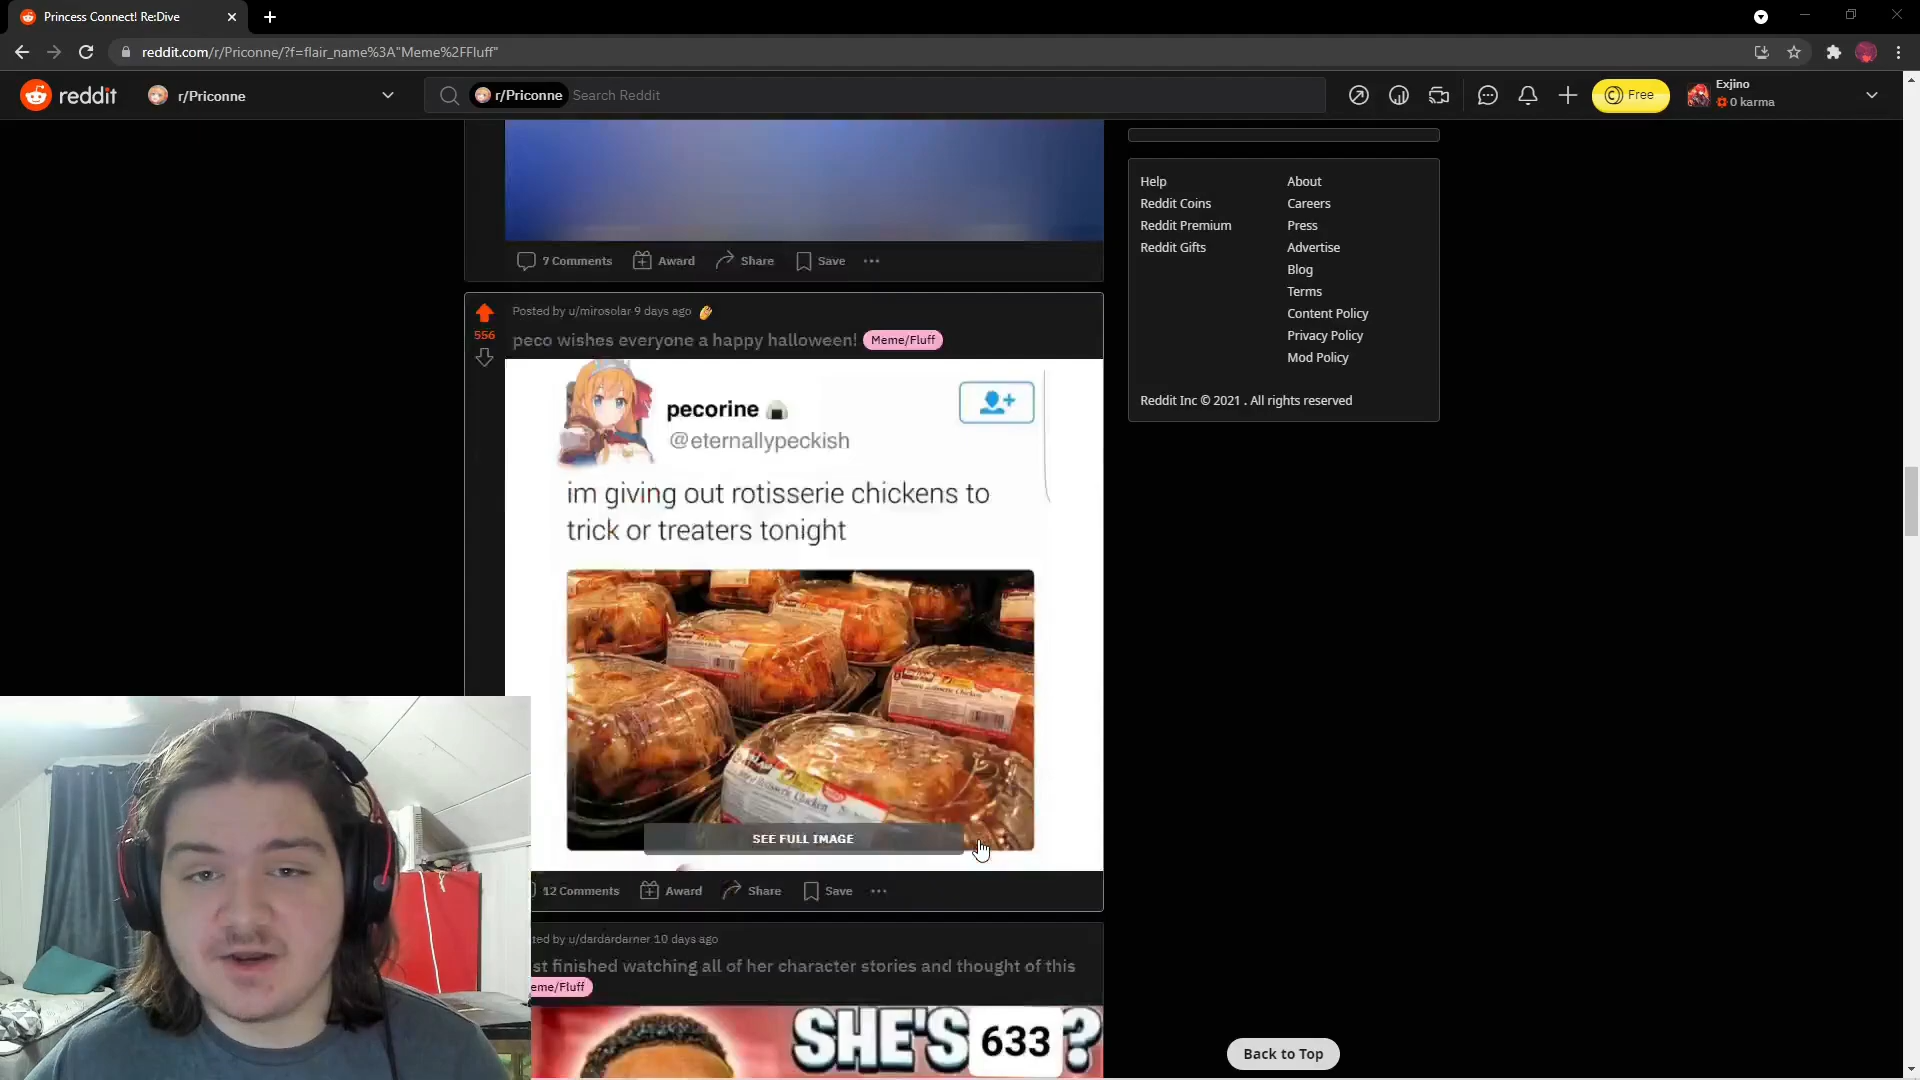 Princess Connect! Re:Dive
reddit.com/r/Priconne/?f=flair_name%3A"Meme%2FFluff"
reddit
r/Priconne
r/Priconne Search Reddit
Free
Exjino
0 karma
7 Comments Award Share Save
Help
Reddit Coins
Reddit Premium
Reddit Gifts
About
Careers
Press
Advertise
Blog
Terms
Content Policy
Privacy Policy
Mod Policy
Reddit Inc © 2021 . All rights reserved
556
Posted by u/mirosolar 9 days ago
peco wishes everyone a happy halloween! Meme/Fluff
pecorine
@eternallypeckish
im giving out rotisserie chickens to
trick or treaters tonight
SEE FULL IMAGE
12 Comments Award Share Save
ted by u/dardardarner 10 days ago
st finished watching all of her character stories and thought of this
eme/Fluff
SHE'S 633 ?
Back to Top